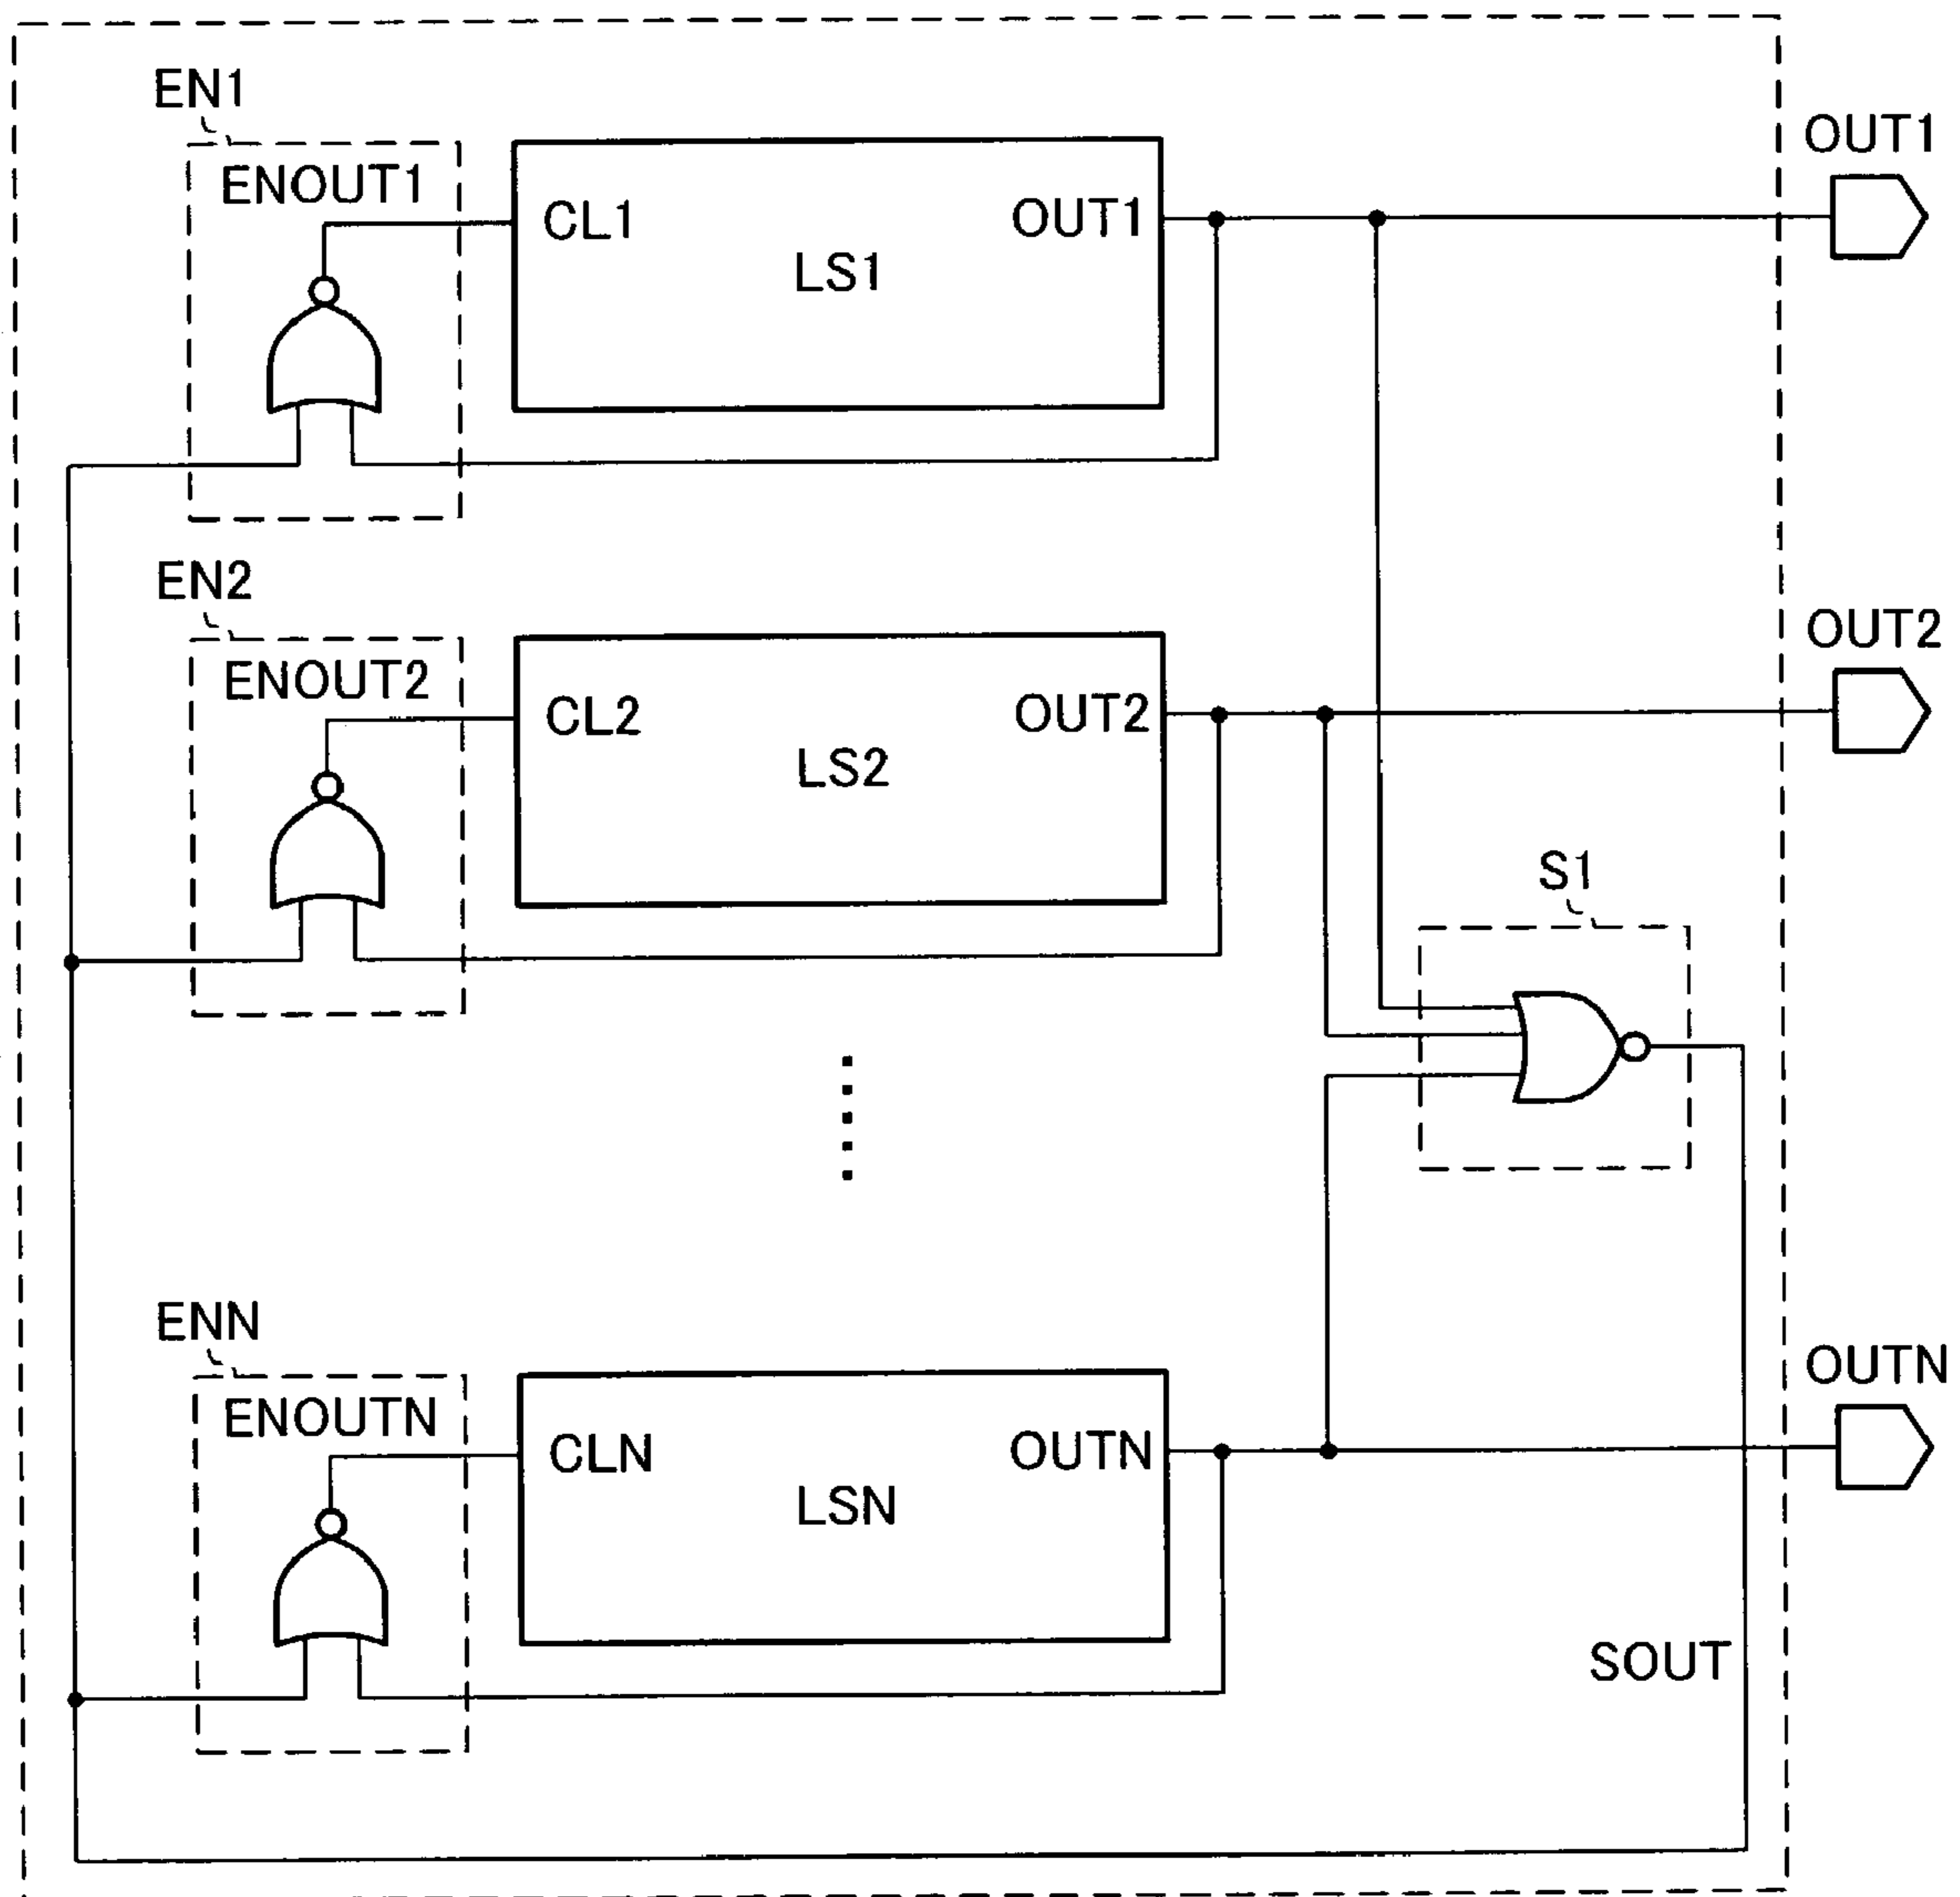 EN1
OUT1
ENOUT1
CL1
OUT1
LS1
EN2
OUT2
ENOUT2
CL2
OUT2
LS2
S1
ENN
OUTN
ENOUTN
CLN
OUTN
LSN
SOUT